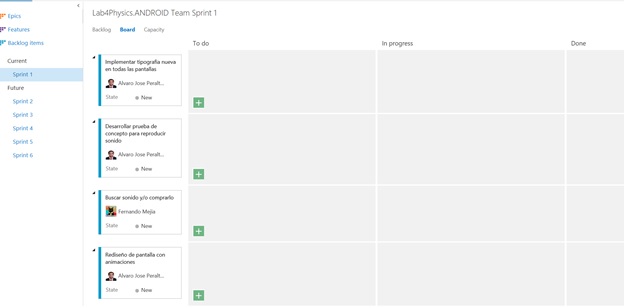 Epics
Features
Backlog items
Current
Sprint 1
Future
Sprint 2
Sprint 3
Sprint 4
Sprint 5
Sprint 6
Lab4Physics.ANDROID Team Sprint 1
Backlog Board Capacity
To do In progress Done
Implementar tipografía nueva
en todas las pantallas
Alvaro Jose Peralt...
State New
Desarrollar prueba de
concepto para reproducir
sonido
Alvaro Jose Peralt...
State New
Buscar sonido y/o comprarlo
Fernando Mejia
State New
Rediseño de pantalla con
animaciones
Alvaro Jose Peralt...
State New